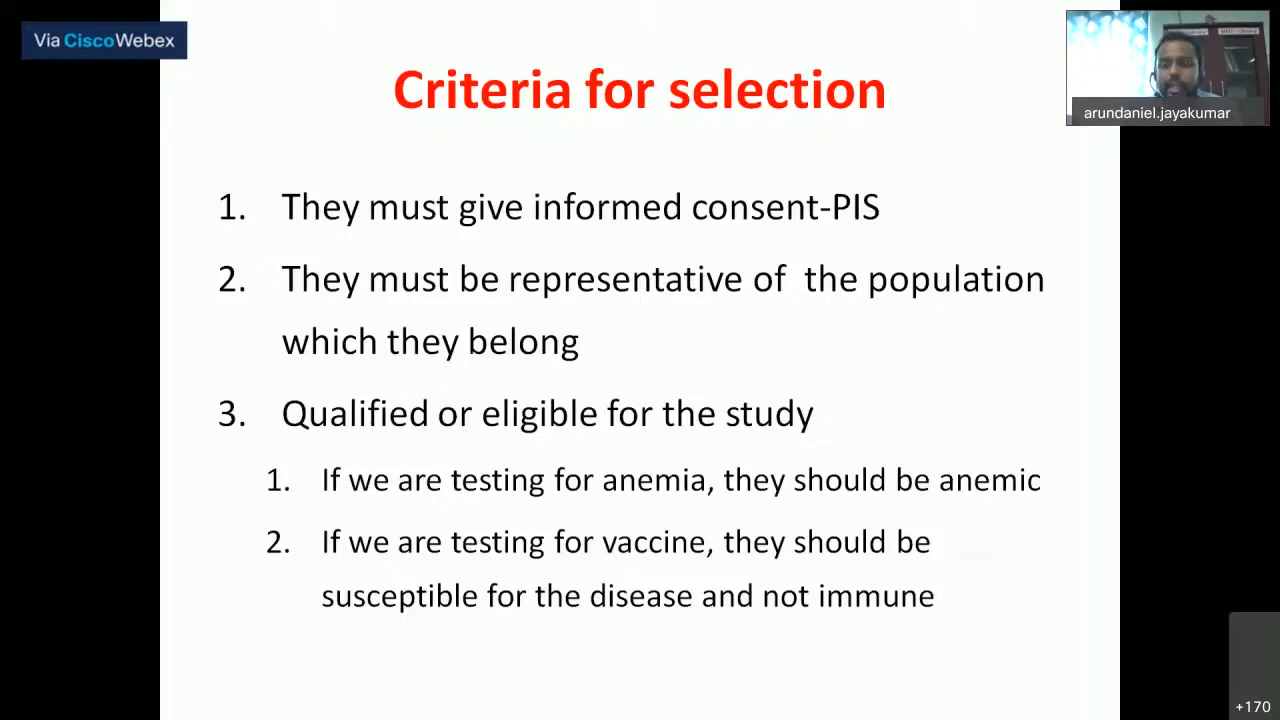 Via CiscoWebex
Criteria for selection
arundaniel.jayakumar
1. They must give informed consent-PIS
2. They must be representative of the population
which they belong
3. Qualified or eligible for the study
1. If we are testing for anemia, they should be anemic
2. If we are testing for vaccine, they should be
susceptible for the disease and not immune
+170